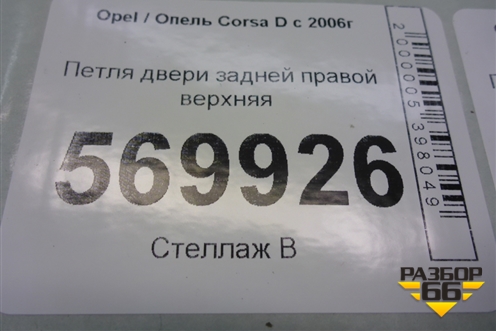 Opel / Опель Corsa D с 2006г
Петля двери задней правой
верхняя
569926
Стеллаж В
2000005398049
РАЗБОР
66